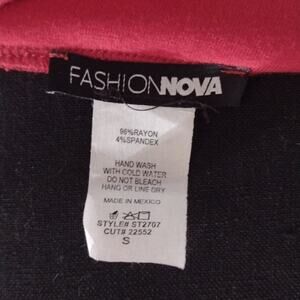 FASHIONNOVA
96%RAYON
4%SPANDEX
HAND WASH
WITH COLD WATER
DO NOT BLEACH
HANG OR LINE DRY
MADE IN MEXICO
STYLE# ST2707
CUT# 22552
S